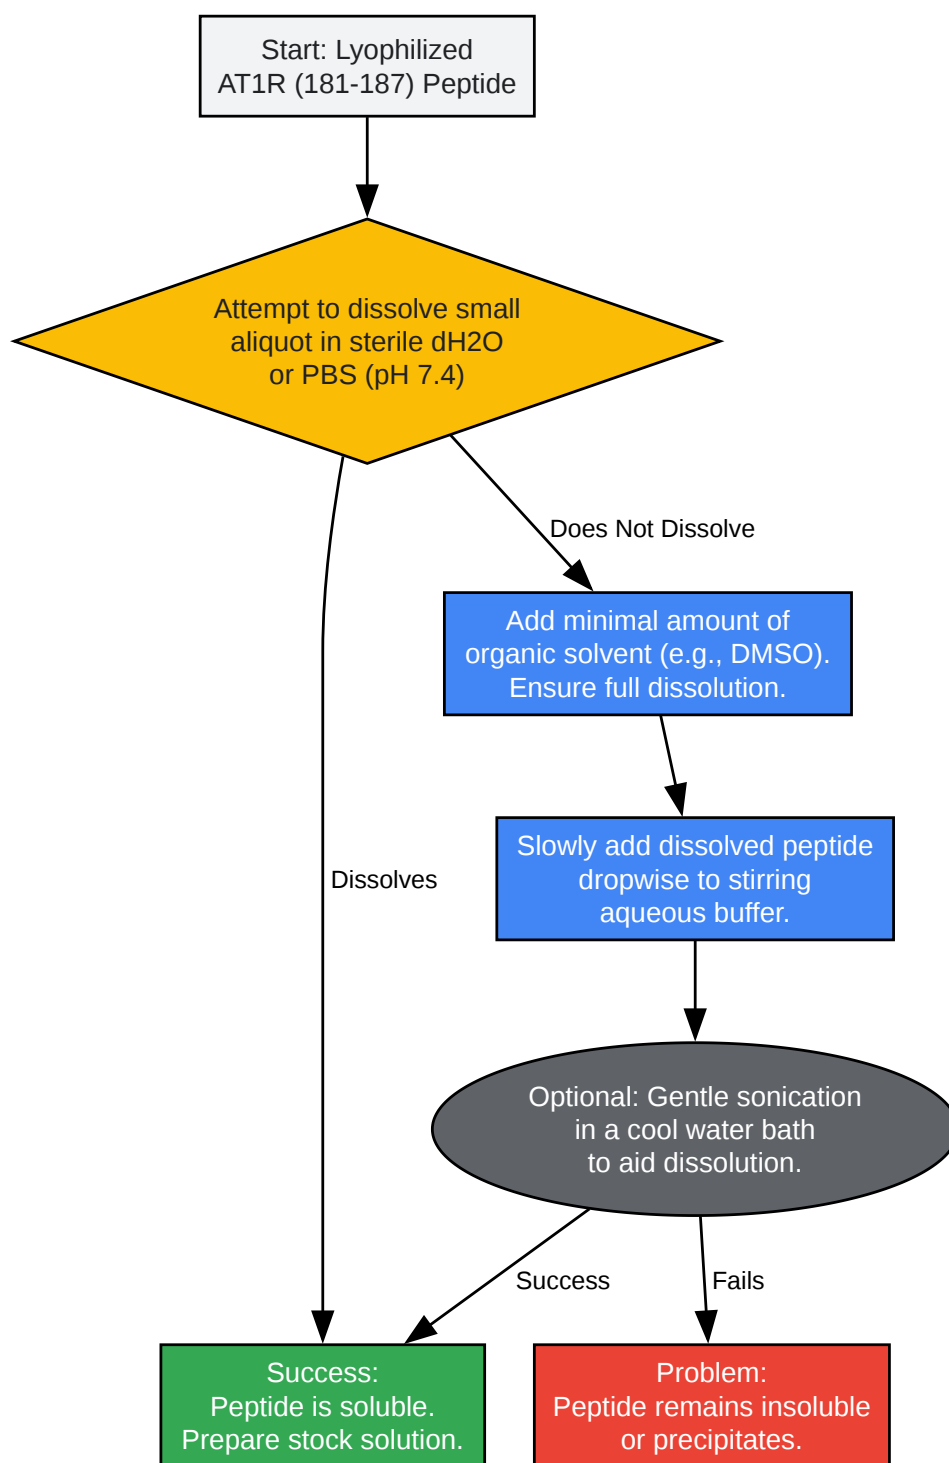 Start: Lyophilized
AT1R (181-187) Peptide
Attempt to dissolve small
aliquot in sterile dH2O
or PBS (pH 7.4)
Does Not Dissolve
Add minimal amount of
organic solvent (e.g., DMSO).
Ensure full dissolution.
Slowly add dissolved peptide
dropwise to stirring
aqueous buffer.
Dissolves
Optional: Gentle sonication
in a cool water bath
to aid dissolution.
Success
Fails
Success:
Peptide is soluble.
Prepare stock solution.
Problem:
Peptide remains insoluble
or precipitates.